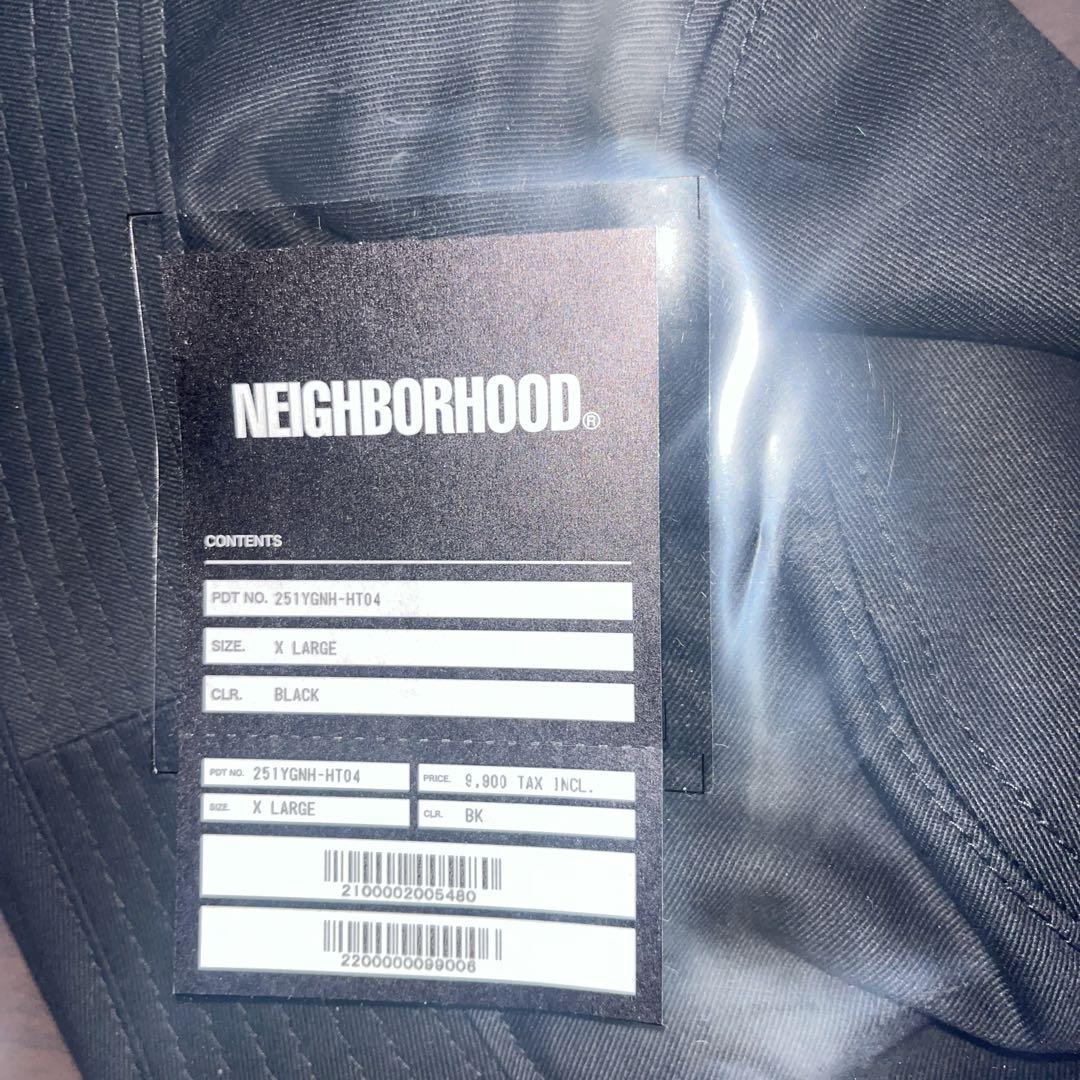 NEIGHBORHOOD®
CONTENTS
PDT NO. 251YGNH-HT04
SIZE. X LARGE
CLR. BLACK
PDT NO. 251YGNH-HT04
PRICE. 9,900 TAX INCL.
SIZE. X LARGE
CLR. BK
2100002005480
2200000099006